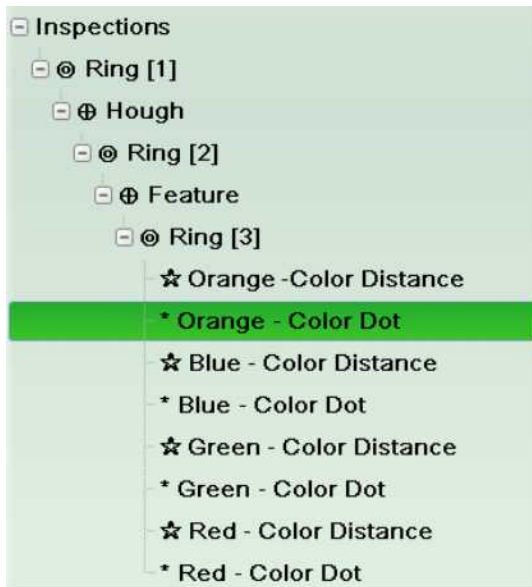 Inspections
Ring [1]
Hough
Ring [2]
Feature
Ring [3]
Orange -Color Distance
* Orange - Color Dot
Blue - Color Distance
* Blue - Color Dot
Green - Color Distance
* Green - Color Dot
Red - Color Distance
* Red - Color Dot